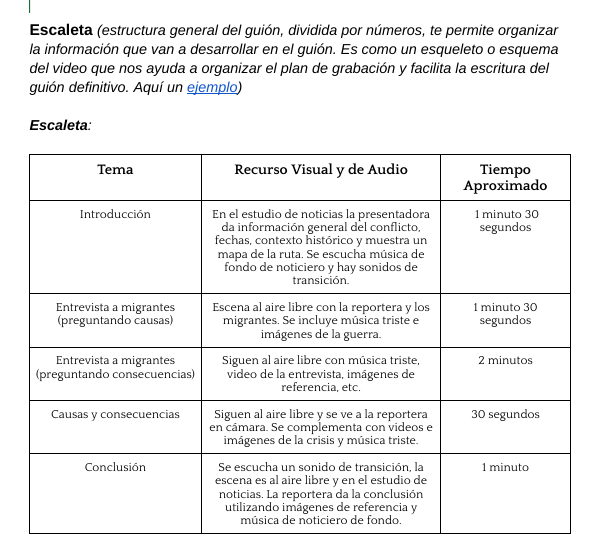 Escaleta (estructura general del guión, dividida por números, te permite organizar
la información que van a desarrollar en el guión. Es como un esqueleto o esquema
del video que nos ayuda a organizar el plan de grabación y facilita la escritura del
guión definitivo. Aquí un ejemplo)
Escaleta:
Tema
Recurso Visual y de Audio
Tiempo
Aproximado
Introducción
En el estudio de noticias la presentadora
da información general del conflicto,
fechas, contexto histórico y muestra un
mapa de la ruta. Se escucha música de
fondo de noticiero y hay sonidos de
transición.
1 minuto 30
segundos
Entrevista a migrantes
(preguntando causas)
Escena al aire libre con la reportera y los
migrantes. Se incluye música triste e
imágenes de la guerra.
1 minuto 30
segundos
Entrevista a migrantes
(preguntando consecuencias)
Siguen al aire libre con música triste,
video de la entrevista, imágenes de
referencia, etc.
2 minutos
Causas y consecuencias
Siguen al aire libre y se ve a la reportera
en cámara. Se complementa con videos e
imágenes de la crisis y música triste.
30 segundos
Conclusión
Se escucha un sonido de transición, la
escena es al aire libre y en el estudio de
noticias. La reportera da la conclusión
utilizando imágenes de referencia y
música de noticiero de fondo.
1 minuto